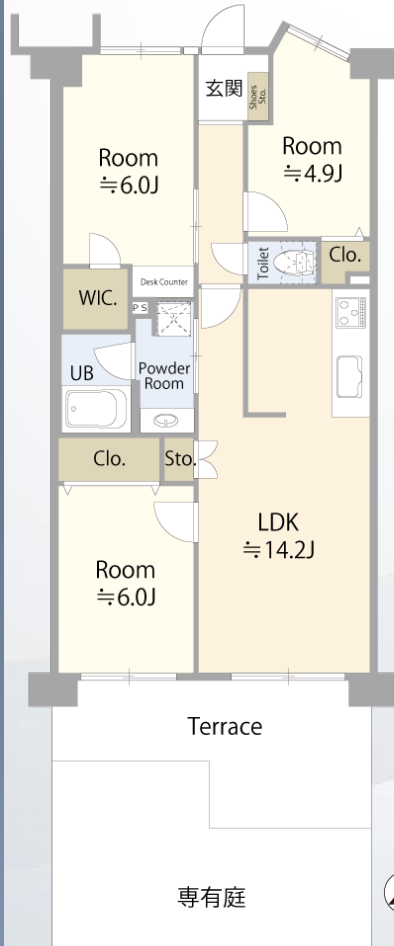 玄関
Shoes
Sto.
Room
≒6.0J
Room
≒4.9J
Toilet
Clo.
Desk Counter
WIC.
PS
UB
Powder
Room
Clo.
Sto.
LDK
≒14.2J
Room
≒6.0J
Terrace
専有庭